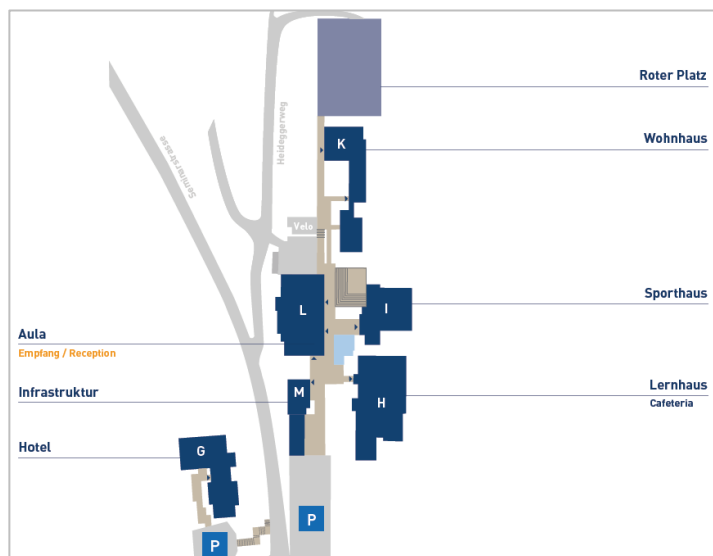 Roter Platz
Heideggerweg
K
Wohnhaus
Seminarstrasse
Velo
Sporthaus
L
I
Aula
Empfang / Reception
Infrastruktur
M
Lernhaus
H
Cafeteria
Hotel
G
P
P